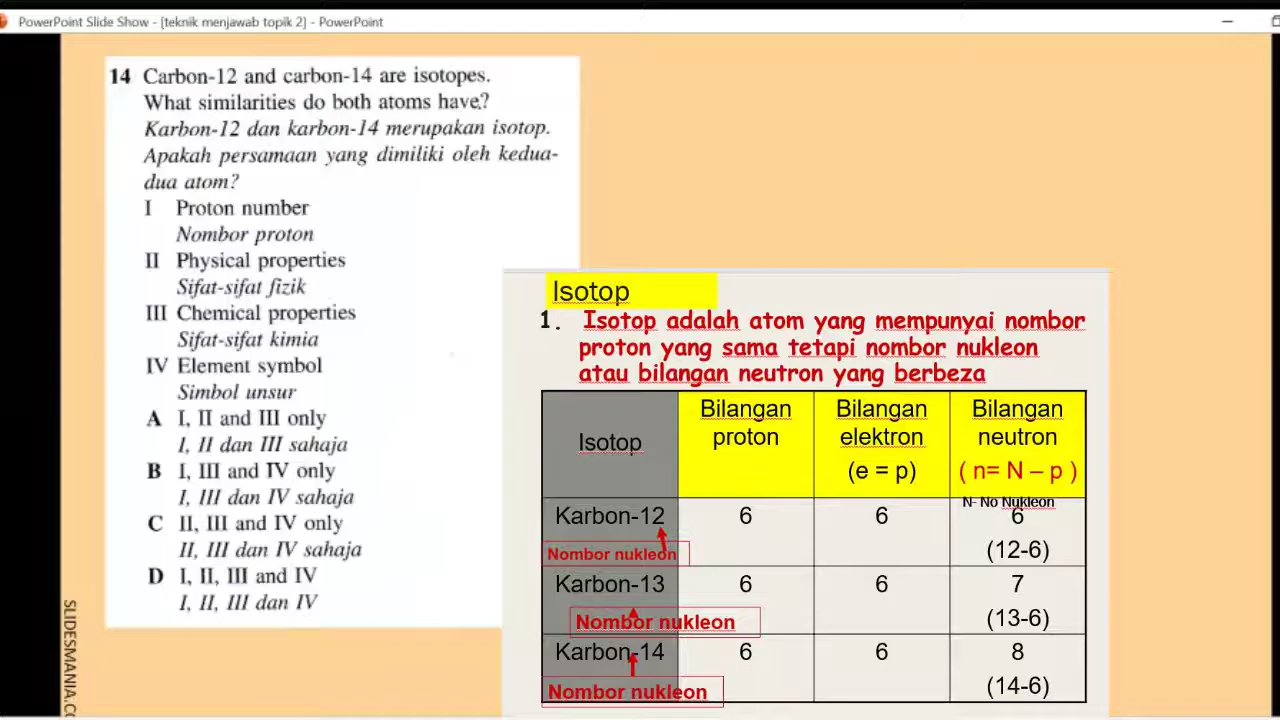 PowerPoint Slide Show - [teknik menjawab topik 2] - PowerPoint
14 Carbon-12 and carbon-14 are isotopes.
What similarities do both atoms have?
Karbon-12 dan karbon-14 merupakan isotop.
Apakah persamaan yang dimiliki oleh kedua-
dua atom?
I Proton number
Nombor proton
II Physical properties
Sifat-sifat fizik
III Chemical properties
Sifat-sifat kimia
IV Element symbol
Simbol unsur
A I, II and III only
I, II dan III sahaja
B I, III and IV only
I, III dan IV sahaja
C II, III and IV only
II, III dan IV sahaja
D I, II, III and IV
I, II, III dan IV
Isotop
1. Isotop adalah atom yang mempunyai nombor
proton yang sama tetapi nombor nukleon
atau bilangan neutron yang berbeza
Isotop
Bilangan
proton
Bilangan
elektron
(e = p)
Bilangan
neutron
( n= N – p )
N- No Nukleon
Karbon-12 6 6 6
Nombor nukleon
(12-6)
Karbon-13 6 6 7
Nombor nukleon
(13-6)
Karbon-14 6 6 8
Nombor nukleon
(14-6)
SLIDESMANIA.C